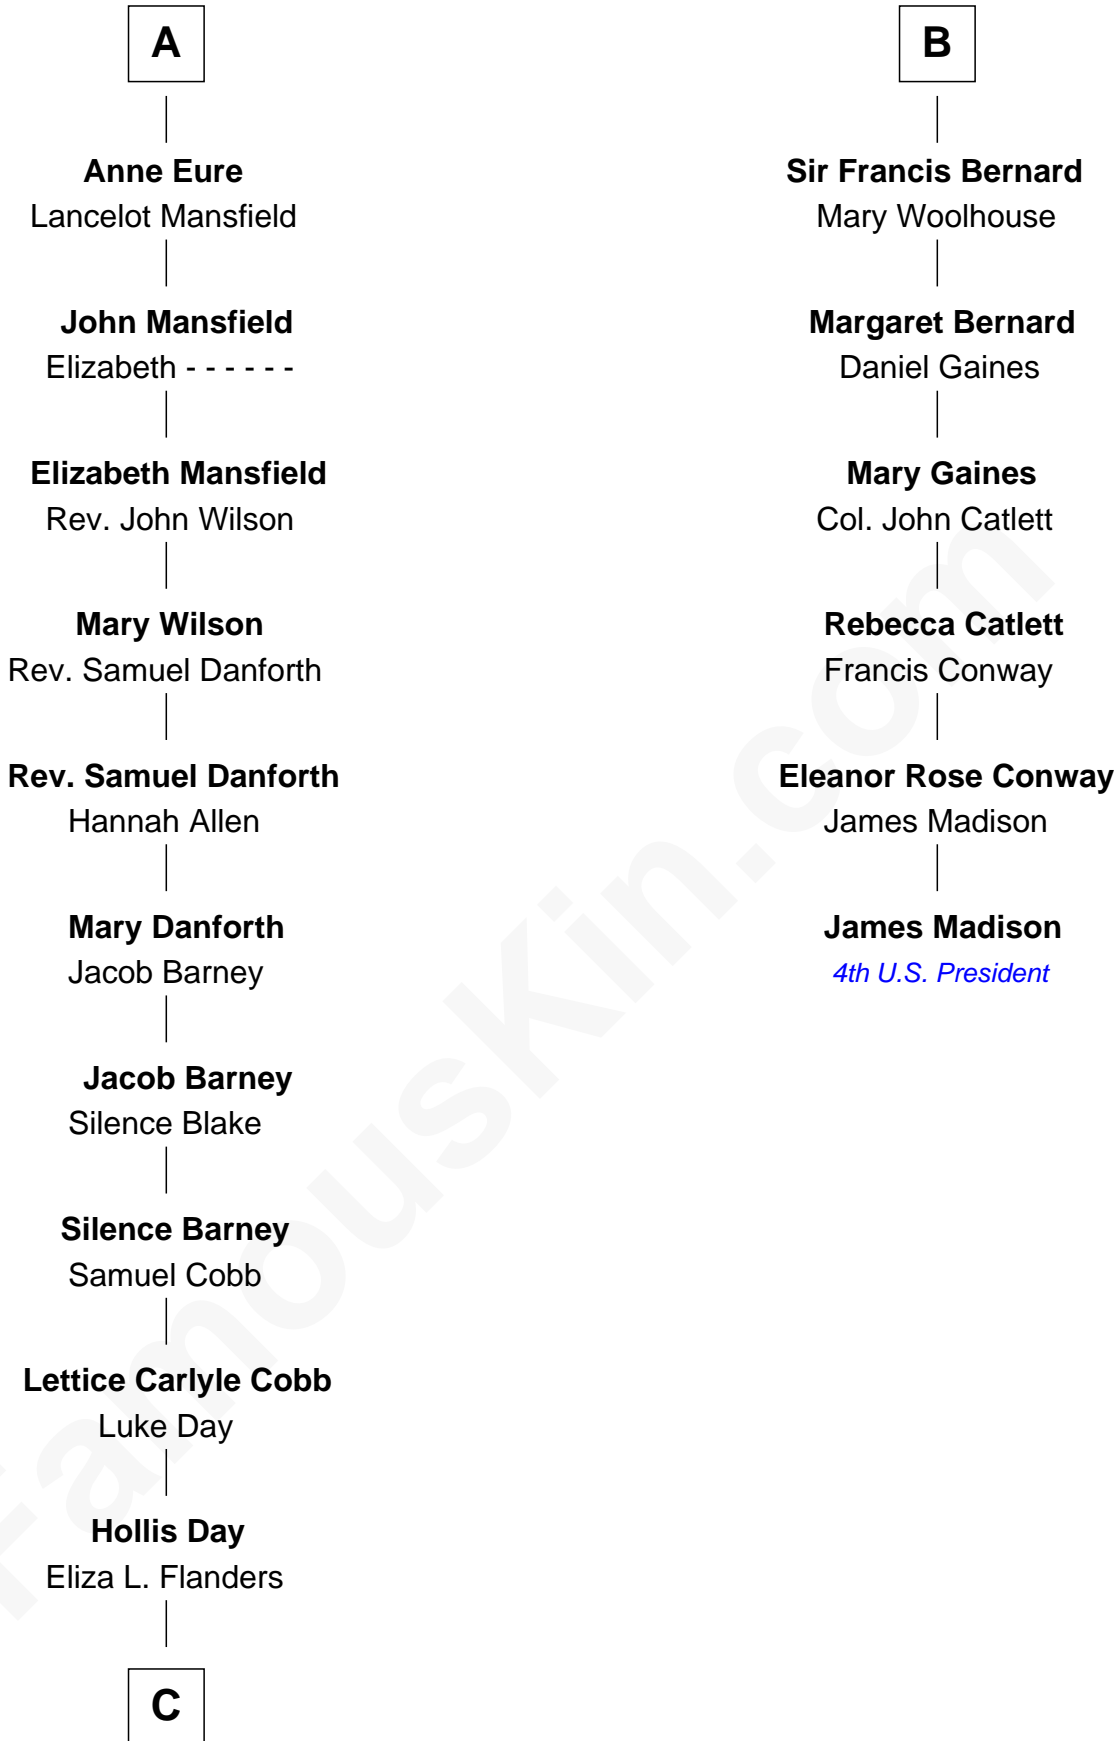 A
Anne Eure
Lancelot Mansfield
John Mansfield
Elizabeth - - - - - -
Elizabeth Mansfield
Rev. John Wilson
Mary Wilson
Rev. Samuel Danforth
Rev. Samuel Danforth
Hannah Allen
Mary Danforth
Jacob Barney
Jacob Barney
Silence Blake
Silence Barney
Samuel Cobb
Lettice Carlyle Cobb
Luke Day
Hollis Day
Eliza L. Flanders
C
B
Sir Francis Bernard
Mary Woolhouse
Margaret Bernard
Daniel Gaines
Mary Gaines
Col. John Catlett
Rebecca Catlett
Francis Conway
Eleanor Rose Conway
James Madison
James Madison
4th U.S. President
FamousKin.com